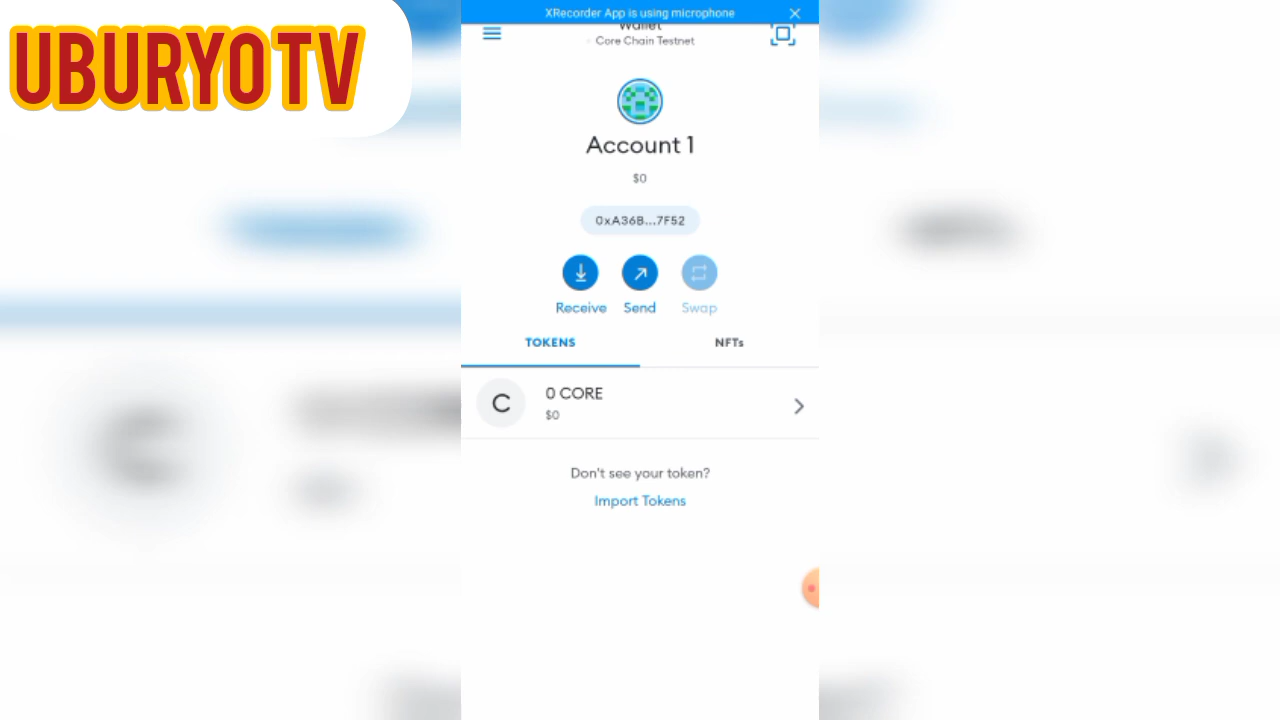 UBURYO TV
XRecorder App is using microphone
Wallet
Core Chain Testnet
Account 1
$0
0xA36B...7F52
Receive Send Swap
TOKENS NFTs
C
0 CORE
$0
Don't see your token?
Import Tokens